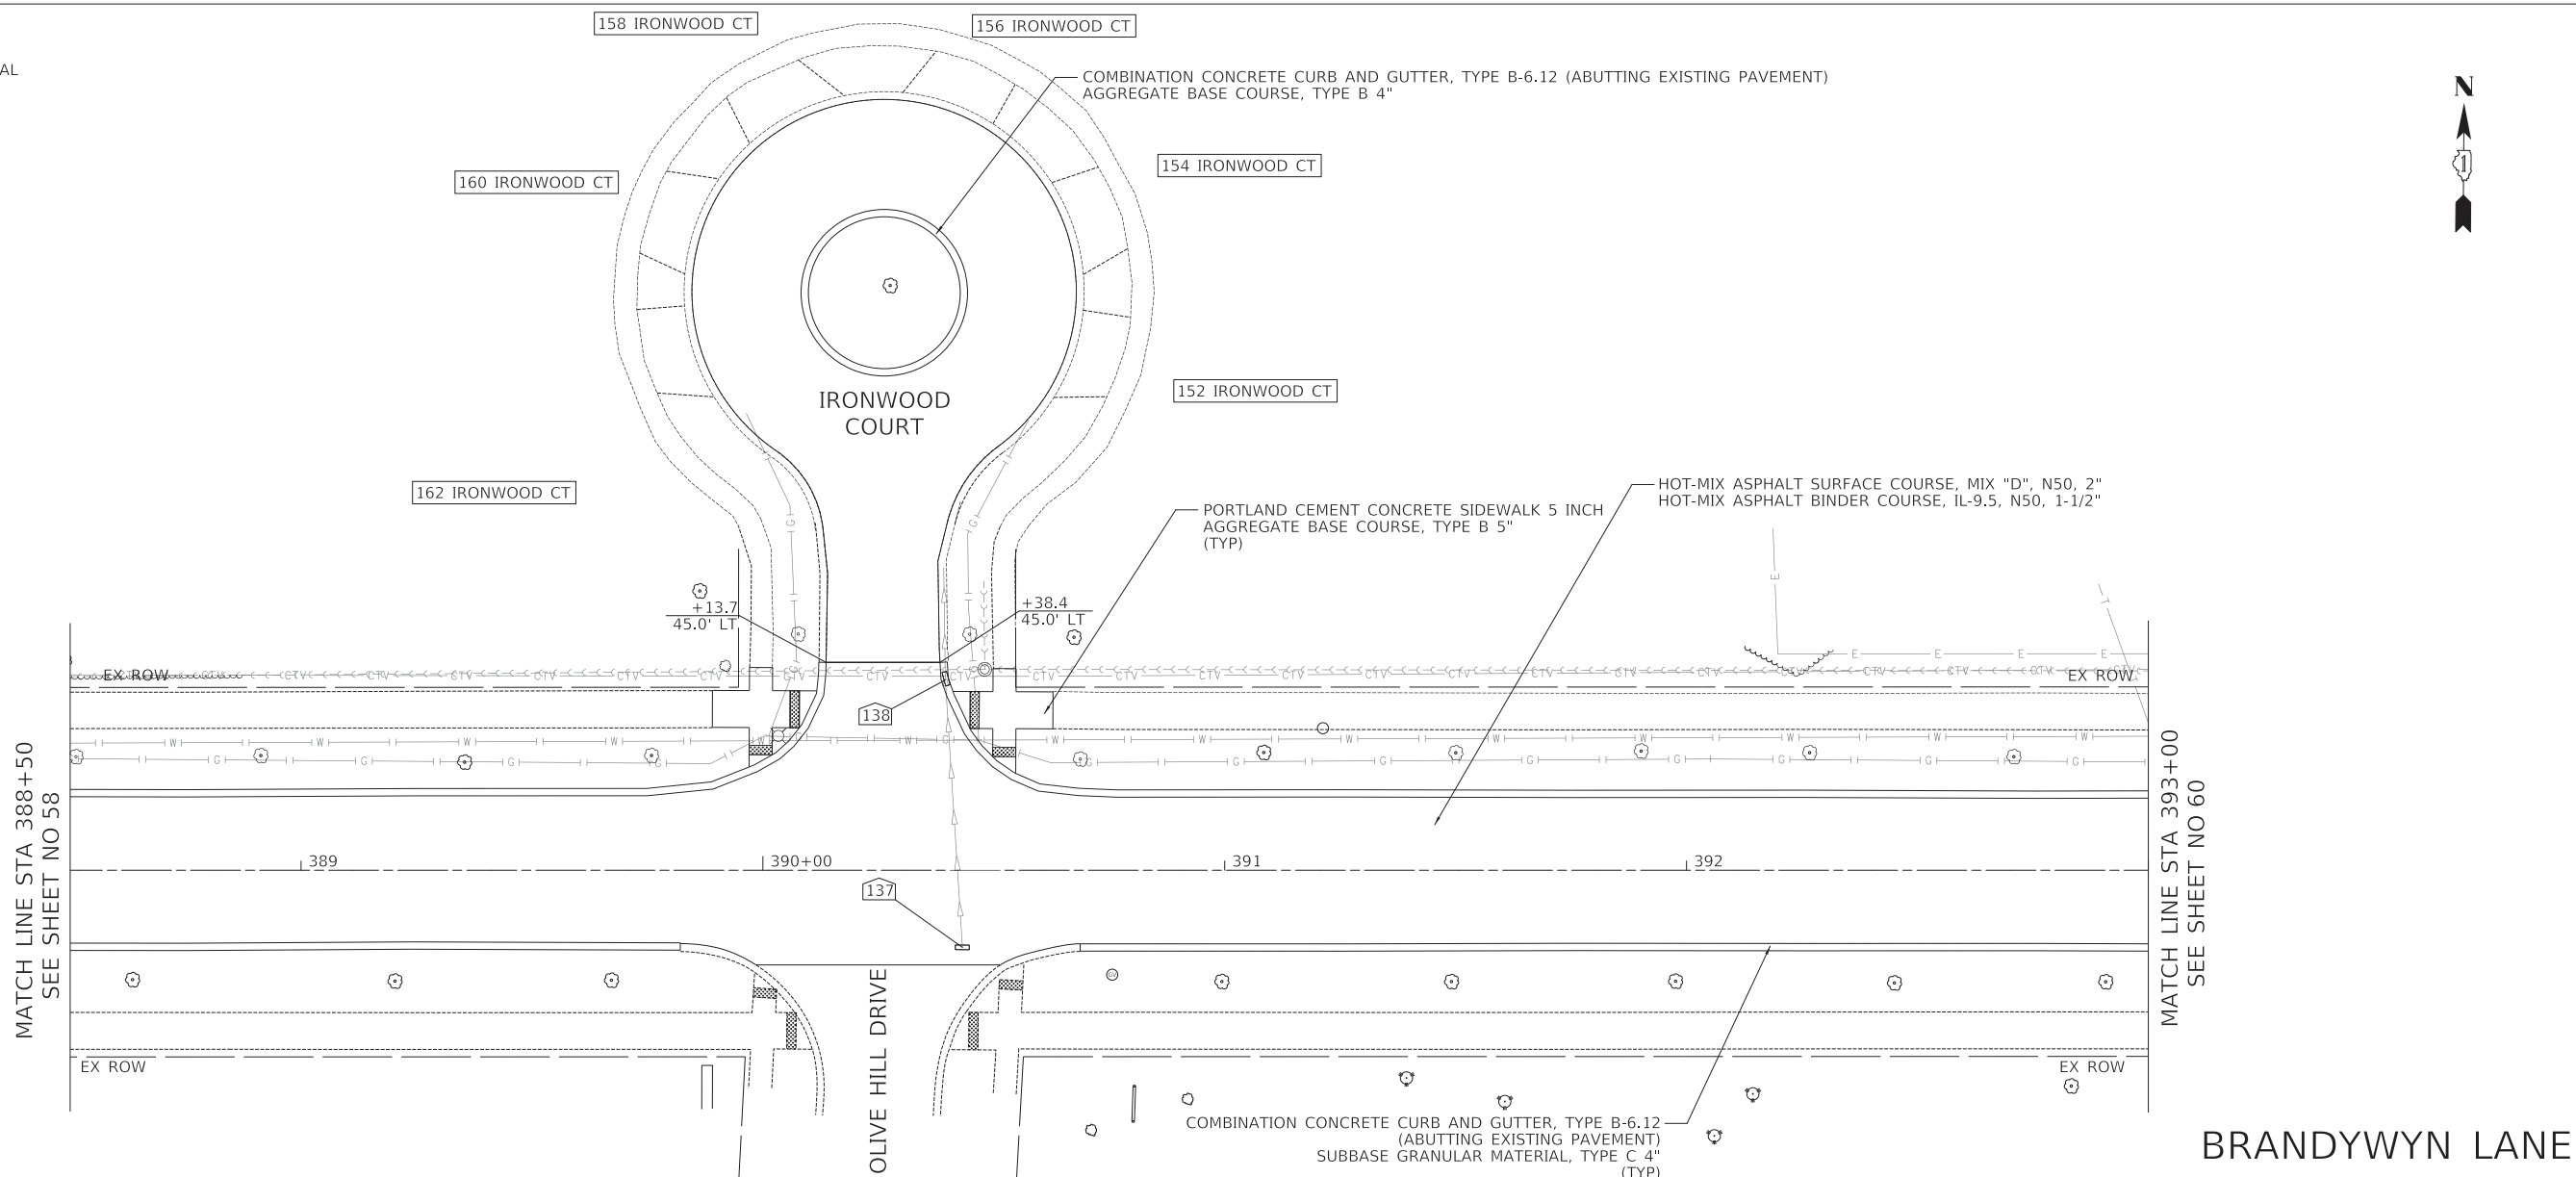 158 IRONWOOD CT
156 IRONWOOD CT
AL
COMBINATION CONCRETE CURB AND GUTTER, TYPE B-6.12 (ABUTTING EXISTING PAVEMENT)
AGGREGATE BASE COURSE, TYPE B 4"
N
1
154 IRONWOOD CT
160 IRONWOOD CT
152 IRONWOOD CT
IRONWOOD
COURT
162 IRONWOOD CT
HOT-MIX ASPHALT SURFACE COURSE, MIX "D", N50, 2"
HOT-MIX ASPHALT BINDER COURSE, IL-9.5, N50, 1-1/2"
PORTLAND CEMENT CONCRETE SIDEWALK 5 INCH
AGGREGATE BASE COURSE, TYPE B 5"
(TYP)
+13.7
45.0' LT
+38.4
45.0' LT
EX ROW
EX ROW
138
MATCH LINE STA 388+50
SEE SHEET NO 58
389
390+00
391
392
137
MATCH LINE STA 393+00
SEE SHEET NO 60
OLIVE HILL DRIVE
EX ROW
EX ROW
COMBINATION CONCRETE CURB AND GUTTER, TYPE B-6.12
(ABUTTING EXISTING PAVEMENT)
SUBBASE GRANULAR MATERIAL, TYPE C 4"
(TYP)
BRANDYWYN LANE